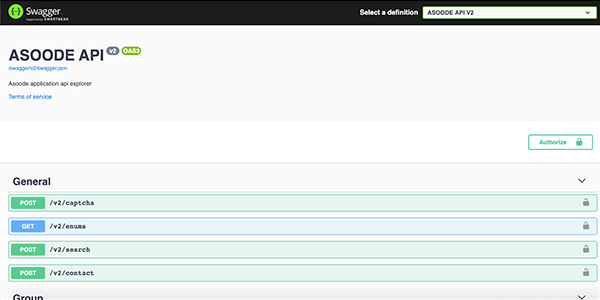 Swagger
Supported by SMARTBEAR
Select a definition
ASOODE API V2
ASOODE API v2 OAS3
/swagger/v2/swagger.json
Asoode application api explorer
Terms of service
Authorize
General
POST /v2/captcha
GET /v2/enums
POST /v2/search
POST /v2/contact
Group